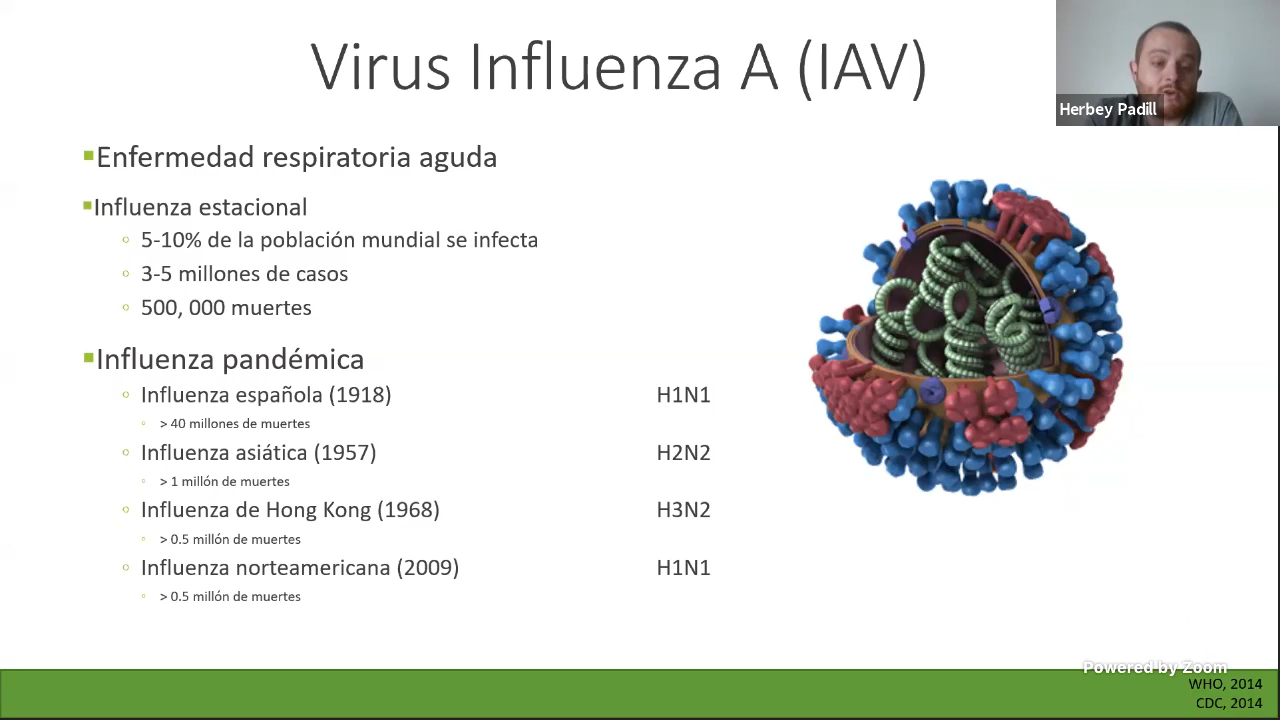 Virus Influenza A (IAV)
Herbey Padill
▪Enfermedad respiratoria aguda
▪Influenza estacional
◦ 5-10% de la población mundial se infecta
◦ 3-5 millones de casos
◦ 500, 000 muertes
▪Influenza pandémica
◦ Influenza española (1918) H1N1
◦ > 40 millones de muertes
◦ Influenza asiática (1957) H2N2
◦ > 1 millón de muertes
◦ Influenza de Hong Kong (1968) H3N2
◦ > 0.5 millón de muertes
◦ Influenza norteamericana (2009) H1N1
◦ > 0.5 millón de muertes
Powered by Zoom
WHO, 2014
CDC, 2014